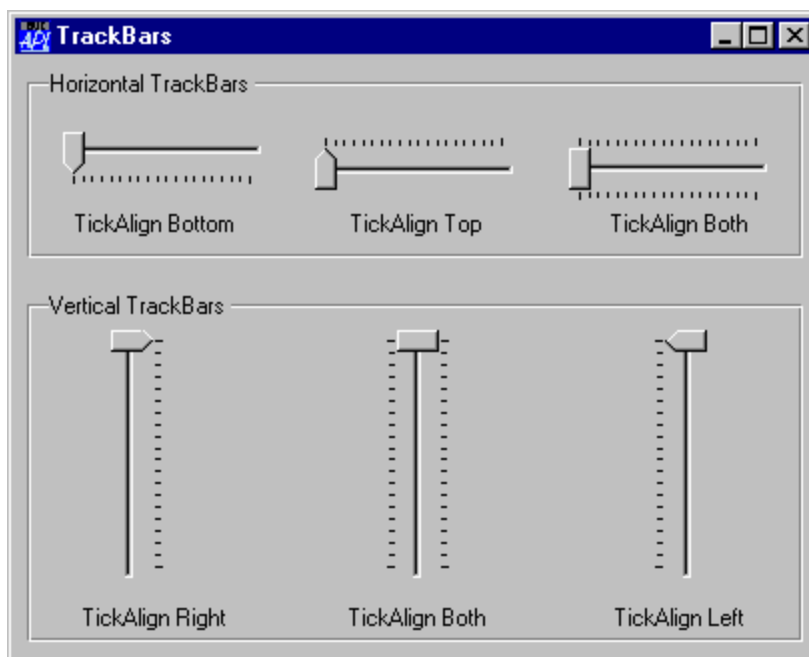 TrackBars
Horizontal TrackBars
TickAlign Bottom
TickAlign Top
TickAlign Both
Vertical TrackBars
TickAlign Right
TickAlign Both
TickAlign Left